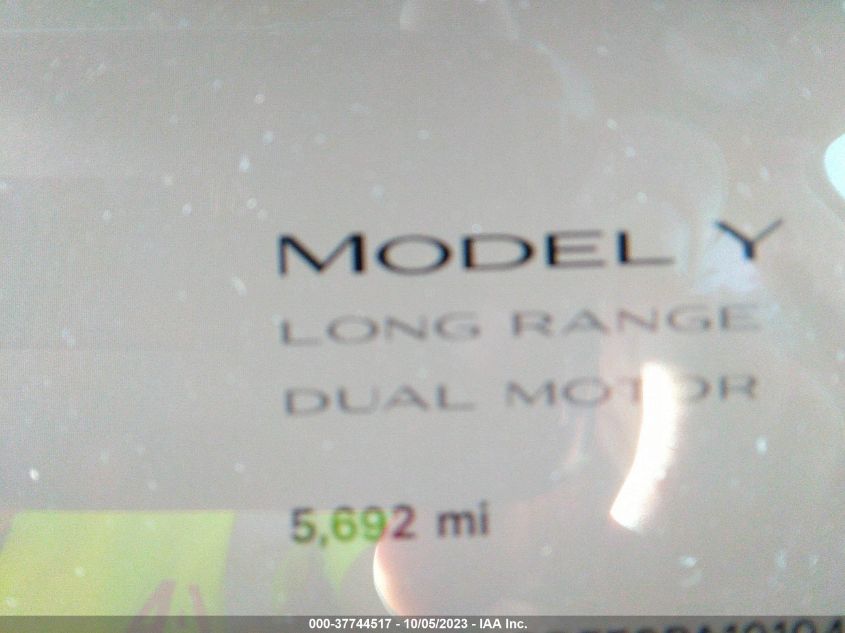 MODEL Y
LONG RANGE
DUAL MOTOR
5,692 mi
000-37744517 - 10/05/2023 - IAA Inc.